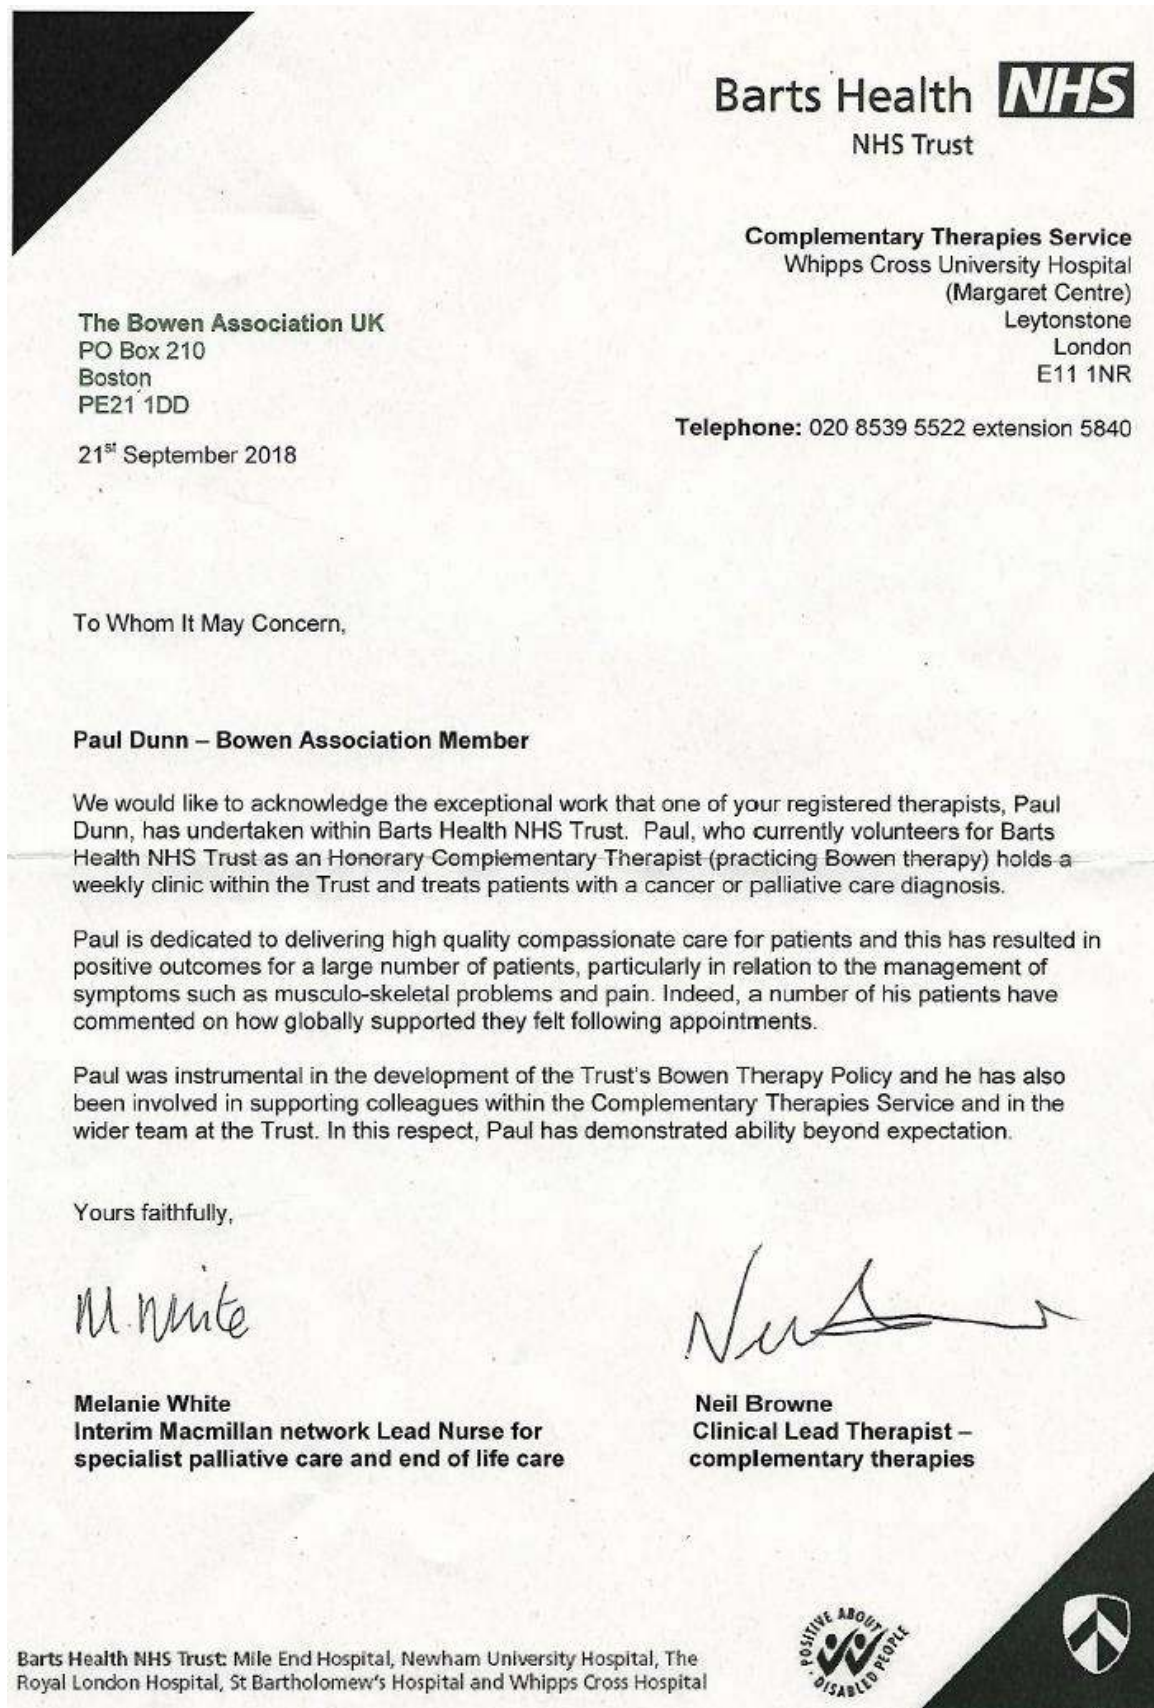 Barts Health NHS
NHS Trust
Complementary Therapies Service
Whipps Cross University Hospital
(Margaret Centre)
Leytonstone
London
E11 1NR
Telephone: 020 8539 5522 extension 5840
The Bowen Association UK
PO Box 210
Boston
PE21 1DD
21st September 2018
To Whom It May Concern,
Paul Dunn – Bowen Association Member
We would like to acknowledge the exceptional work that one of your registered therapists, Paul
Dunn, has undertaken within Barts Health NHS Trust. Paul, who currently volunteers for Barts
Health NHS Trust as an Honorary Complementary Therapist (practicing Bowen therapy) holds a
weekly clinic within the Trust and treats patients with a cancer or palliative care diagnosis.
Paul is dedicated to delivering high quality compassionate care for patients and this has resulted in
positive outcomes for a large number of patients, particularly in relation to the management of
symptoms such as musculo-skeletal problems and pain. Indeed, a number of his patients have
commented on how globally supported they felt following appointments.
Paul was instrumental in the development of the Trust's Bowen Therapy Policy and he has also
been involved in supporting colleagues within the Complementary Therapies Service and in the
wider team at the Trust. In this respect, Paul has demonstrated ability beyond expectation.
Yours faithfully,
M. White
Melanie White
Interim Macmillan network Lead Nurse for
specialist palliative care and end of life care
Neil Browne
Clinical Lead Therapist –
complementary therapies
Barts Health NHS Trust: Mile End Hospital, Newham University Hospital, The
Royal London Hospital, St Bartholomew's Hospital and Whipps Cross Hospital
POSITIVE ABOUT DISABLED PEOPLE